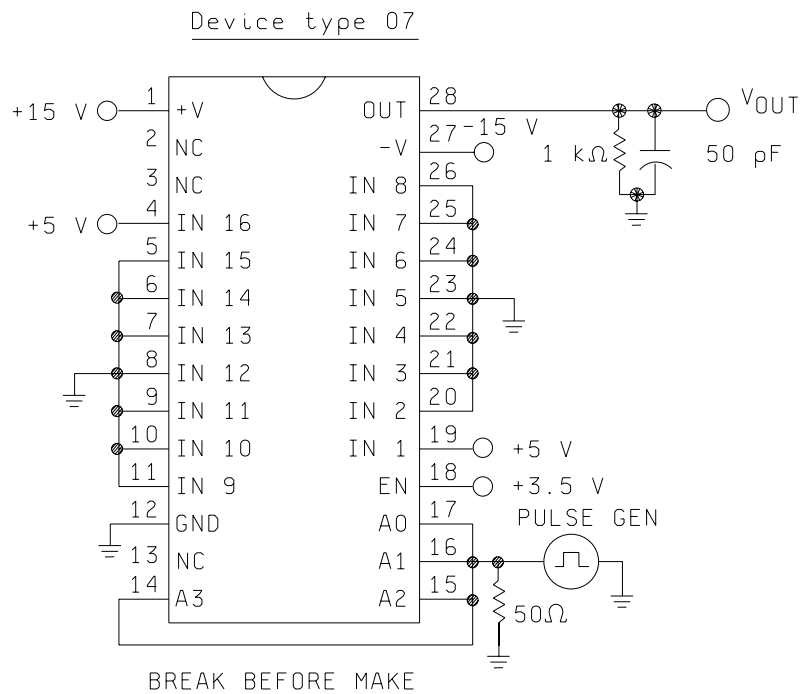 Device type 07
+15 V 1 +V OUT 28 VOUT
2 NC -V 27 -15 V 1 kΩ 50 pF
3 NC IN 8 26
+5 V 4 IN 16 IN 7 25
5 IN 15 IN 6 24
6 IN 14 IN 5 23
7 IN 13 IN 4 22
8 IN 12 IN 3 21
9 IN 11 IN 2 20
10 IN 10 IN 1 19 +5 V
11 IN 9 EN 18 +3.5 V
12 GND A0 17 PULSE GEN
13 NC A1 16
14 A3 A2 15 50Ω
BREAK BEFORE MAKE